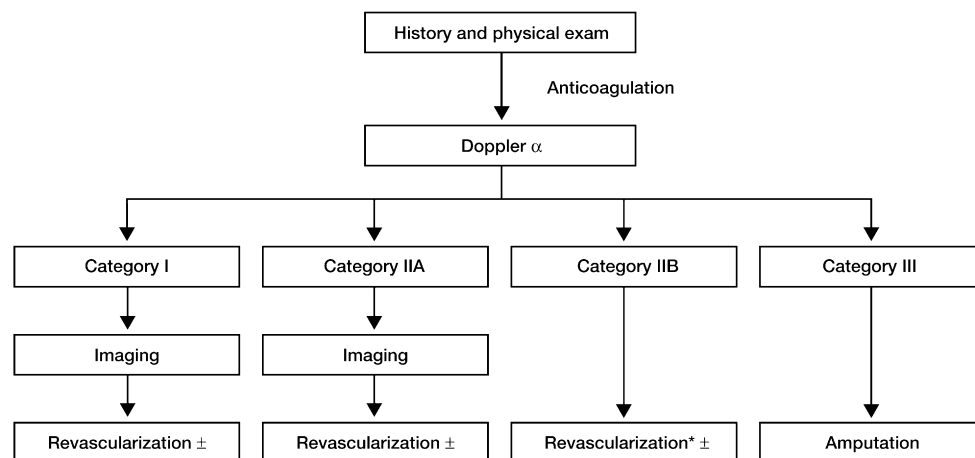 History and physical exam
Anticoagulation
Doppler α
Category I
Category IIA
Category IIB
Category III
Imaging
Imaging
Revascularization ±
Revascularization ±
Revascularization* ±
Amputation